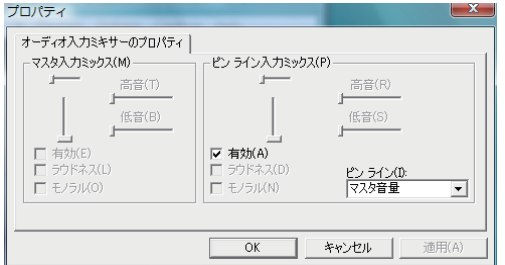 プロパティ
オーディオ入力ミキサーのプロパティ
マスタ入力ミックス(M)
高音(T)
低音(B)
有効(E)
ラウドネス(L)
モノラル(O)
ピン ライン入力ミックス(P)
高音(R)
低音(S)
有効(A)
ラウドネス(D)
モノラル(N)
ピン ライン(I):
マスタ音量
OK
キャンセル
適用(A)